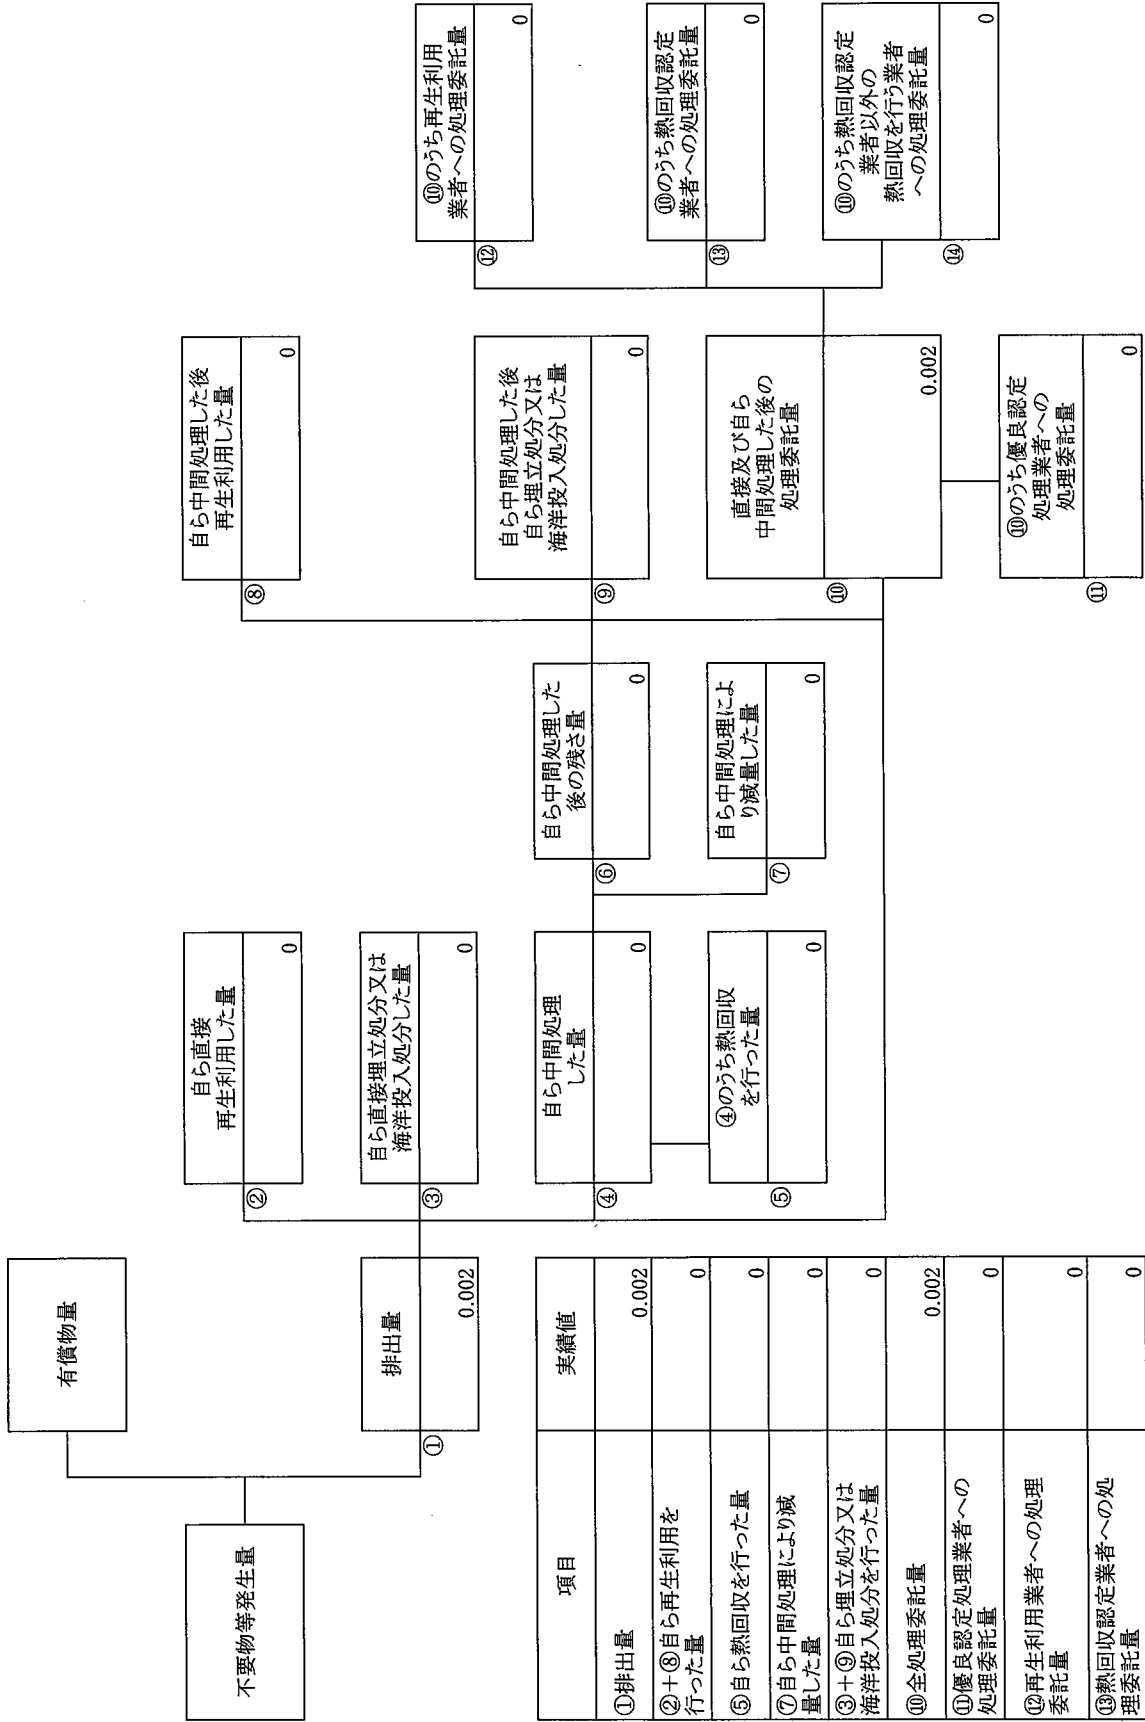 不要物等発生量
有償物量
①
排出量
0.002
②
自ら直接
再生利用した量
0
③
自ら直接埋立処分又は
海洋投入処分した量
0
④
自ら中間処理
した量
0
⑤
④のうち熱回収
を行った量
0
⑥
自ら中間処理した
後の残さ量
0
⑦
自ら中間処理によ
り減量した量
0
⑧
自ら中間処理した後
再生利用した量
0
⑨
自ら中間処理した後
自ら埋立処分又は
海洋投入処分した量
0
⑩
直接及び自ら
中間処理した後の
処理委託量
0.002
⑪
⑩のうち優良認定
処理業者への
処理委託量
0
⑫
⑩のうち再生利用
業者への処理委託量
0
⑬
⑩のうち熱回収認定
業者への処理委託量
0
⑭
⑩のうち熱回収認定
業者以外の
熱回収を行う業者
への処理委託量
0
項目
実績値
①排出量
0.002
②+⑧自ら再生利用を
行った量
0
⑤自ら熱回収を行った量
0
⑦自ら中間処理により減
量した量
0
③+⑨自ら埋立処分又は
海洋投入処分を行った量
0
⑩全処理委託量
0.002
⑪優良認定処理業者への
処理委託量
0
⑫再生利用業者への処理
委託量
0
⑬熱回収認定業者への処
理委託量
0